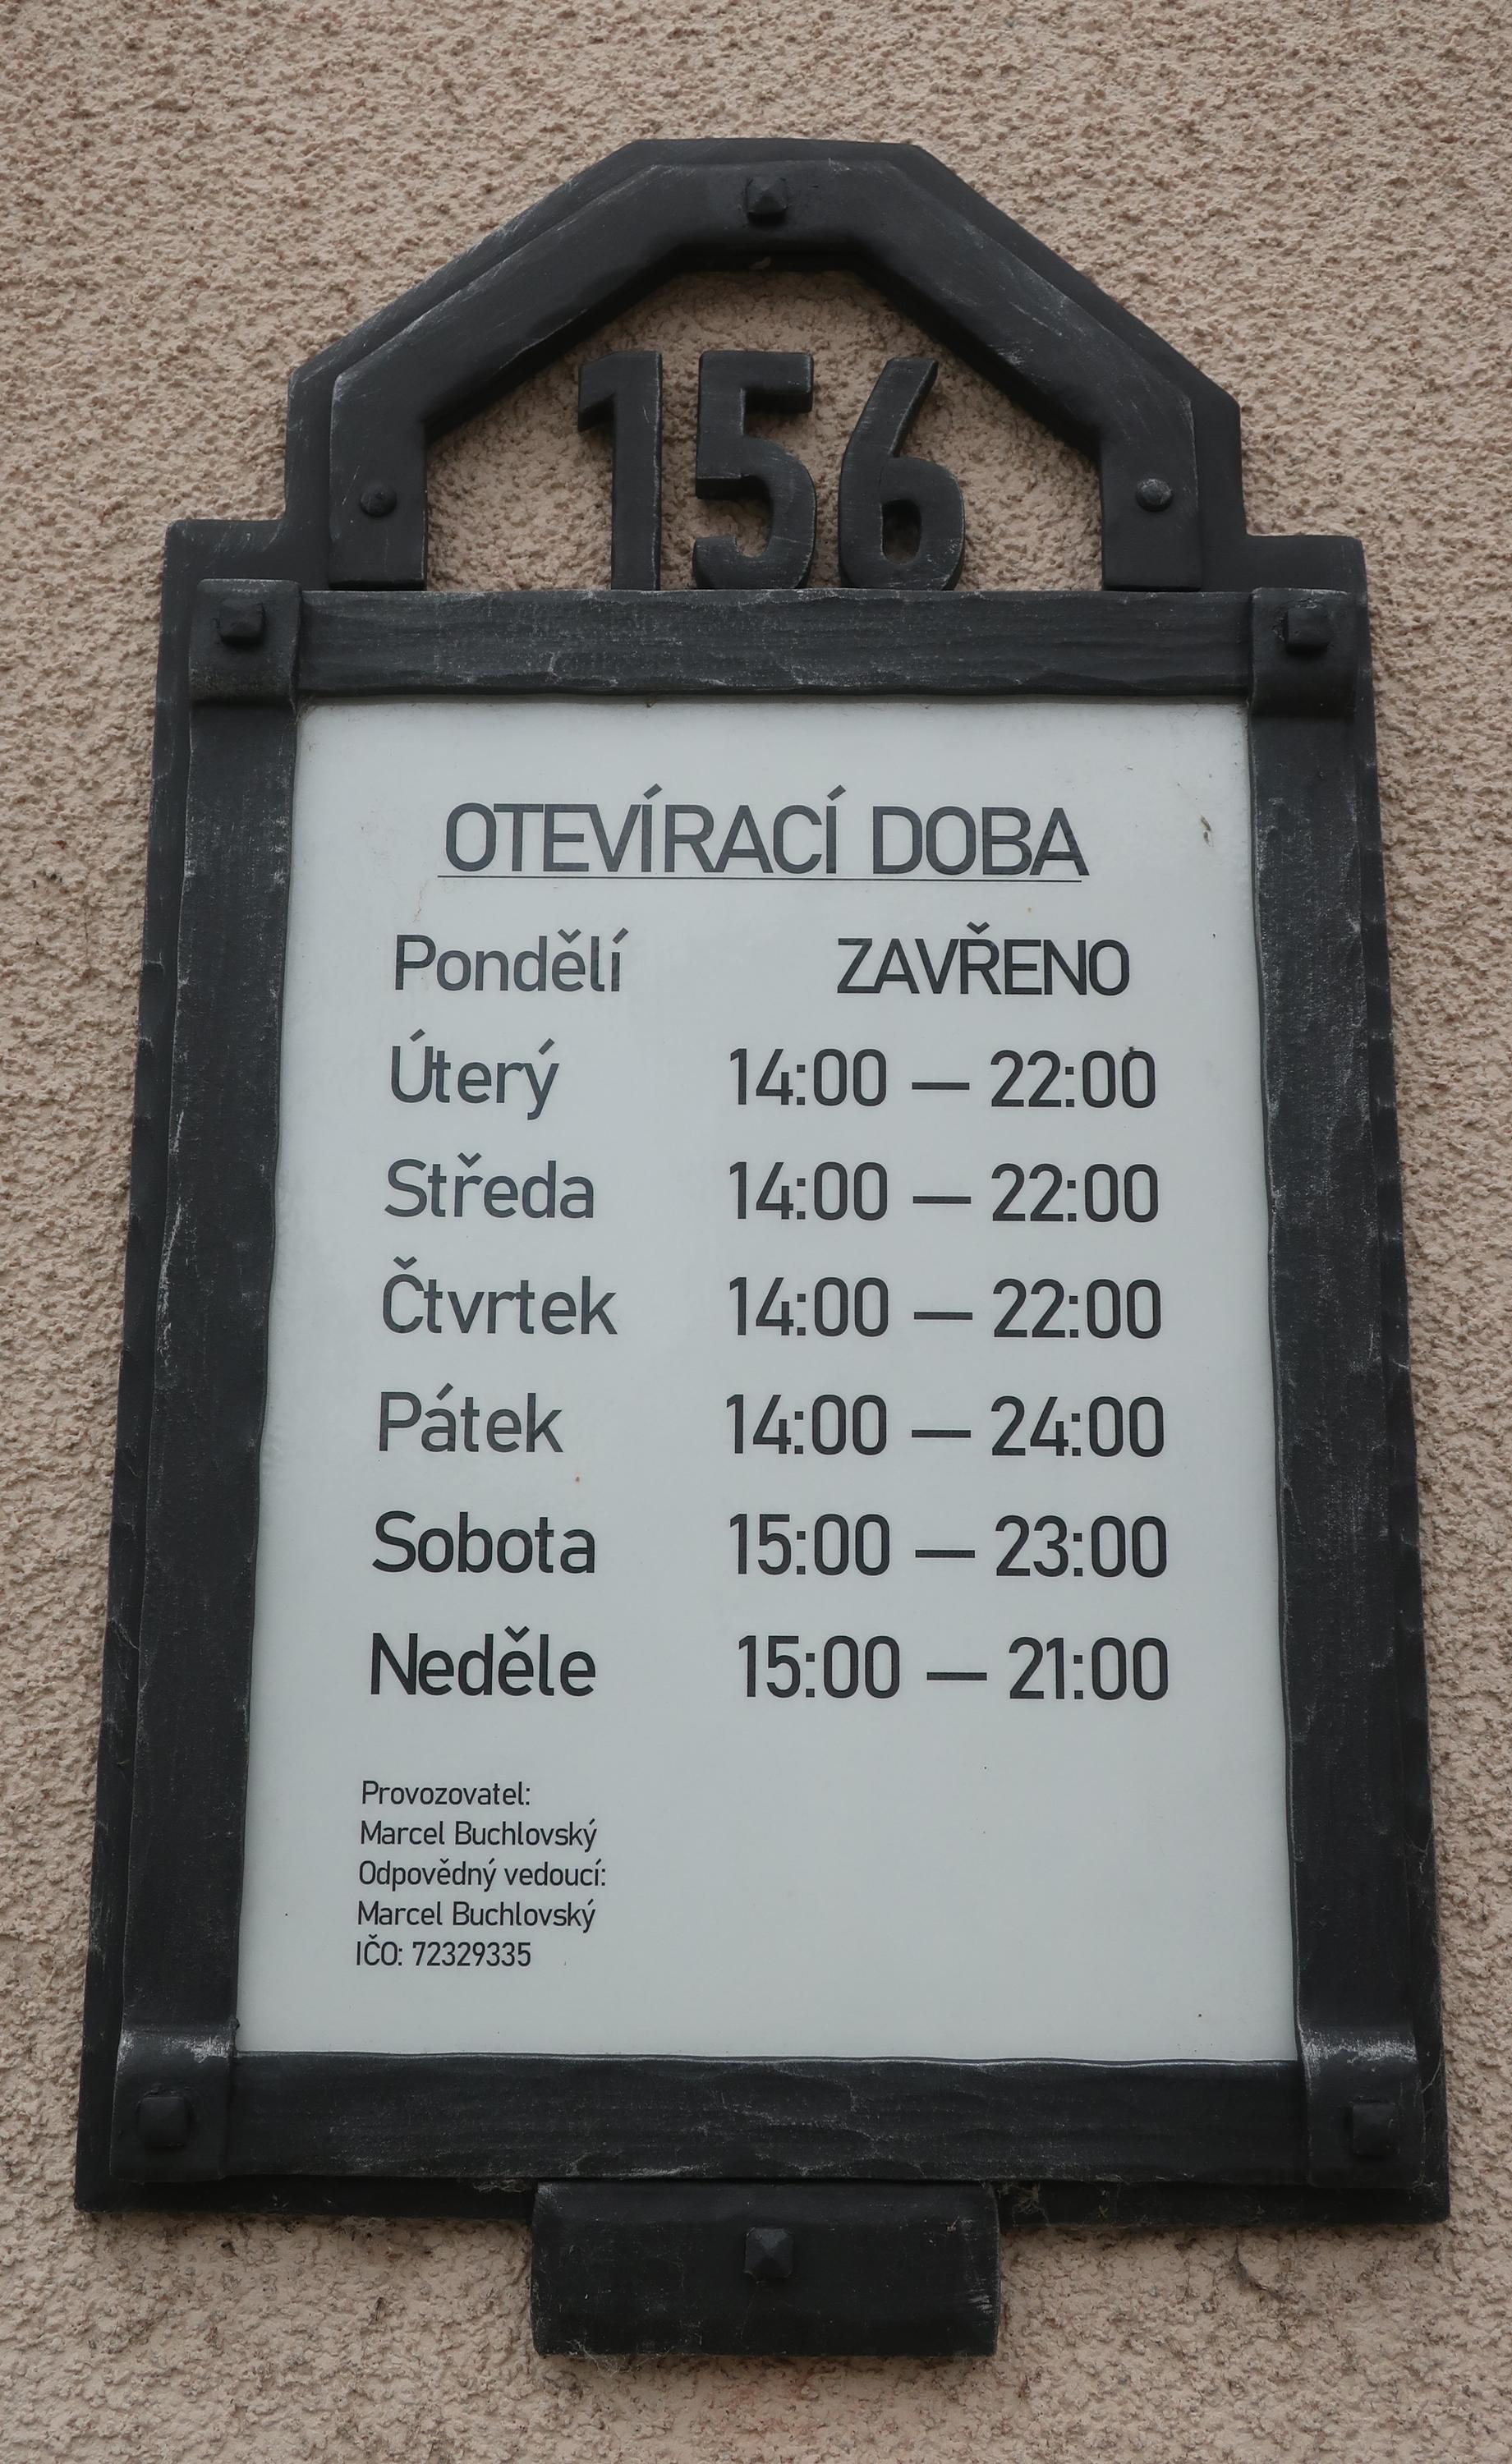 156
OTEVÍRACÍ DOBA
Pondělí ZAVŘENO
Úterý 14:00 — 22:00
Středa 14:00 — 22:00
Čtvrtek 14:00 — 22:00
Pátek 14:00 — 24:00
Sobota 15:00 — 23:00
Neděle 15:00 — 21:00
Provozovatel:
Marcel Buchlovský
Odpovědný vedoucí:
Marcel Buchlovský
IČO: 72329335